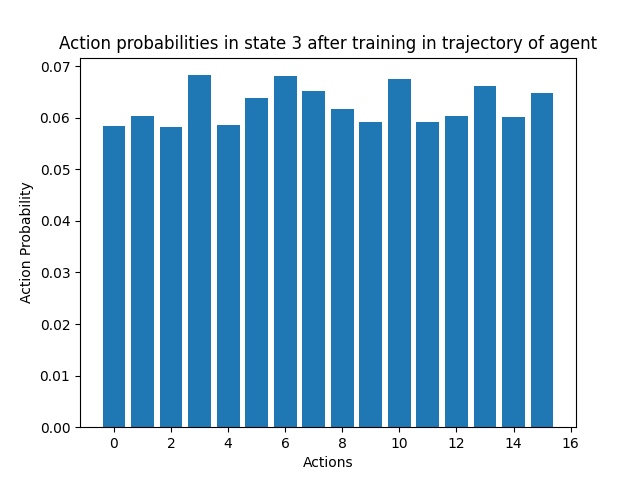 Action probabilities in state 3 after training in trajectory of agent
0.07
0.06
0.05
0.04
0.03
0.02
0.01
0.00
Action Probability
0 2 4 6 8 10 12 14 16
Actions